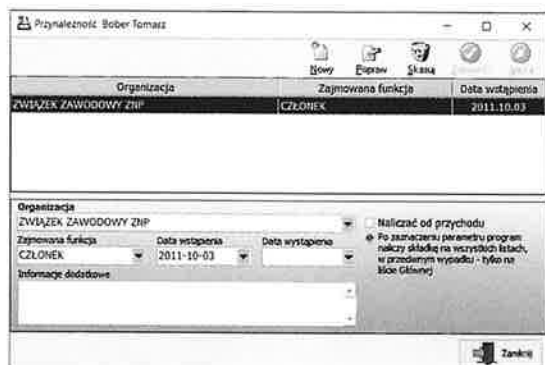 Przynależność Bober Tomasz
Nowy Popraw Skasuj
Organizacja Zajmowana funkcja Data wstąpienia
ZWIĄZEK ZAWODOWY ZNP CZŁONEK 2011.10.03
Organizacja
ZWIĄZEK ZAWODOWY ZNP
Naliczać od przychodu
Zajmowana funkcja Data wstąpienia Data wystąpienia
CZŁONEK 2011-10-03
Po zaznaczeniu parametru program
naliczy składkę na wszystkich listach,
w przeciwnym wypadku - tylko na
liście Głównej
Informacje dodatkowe
Zamknij